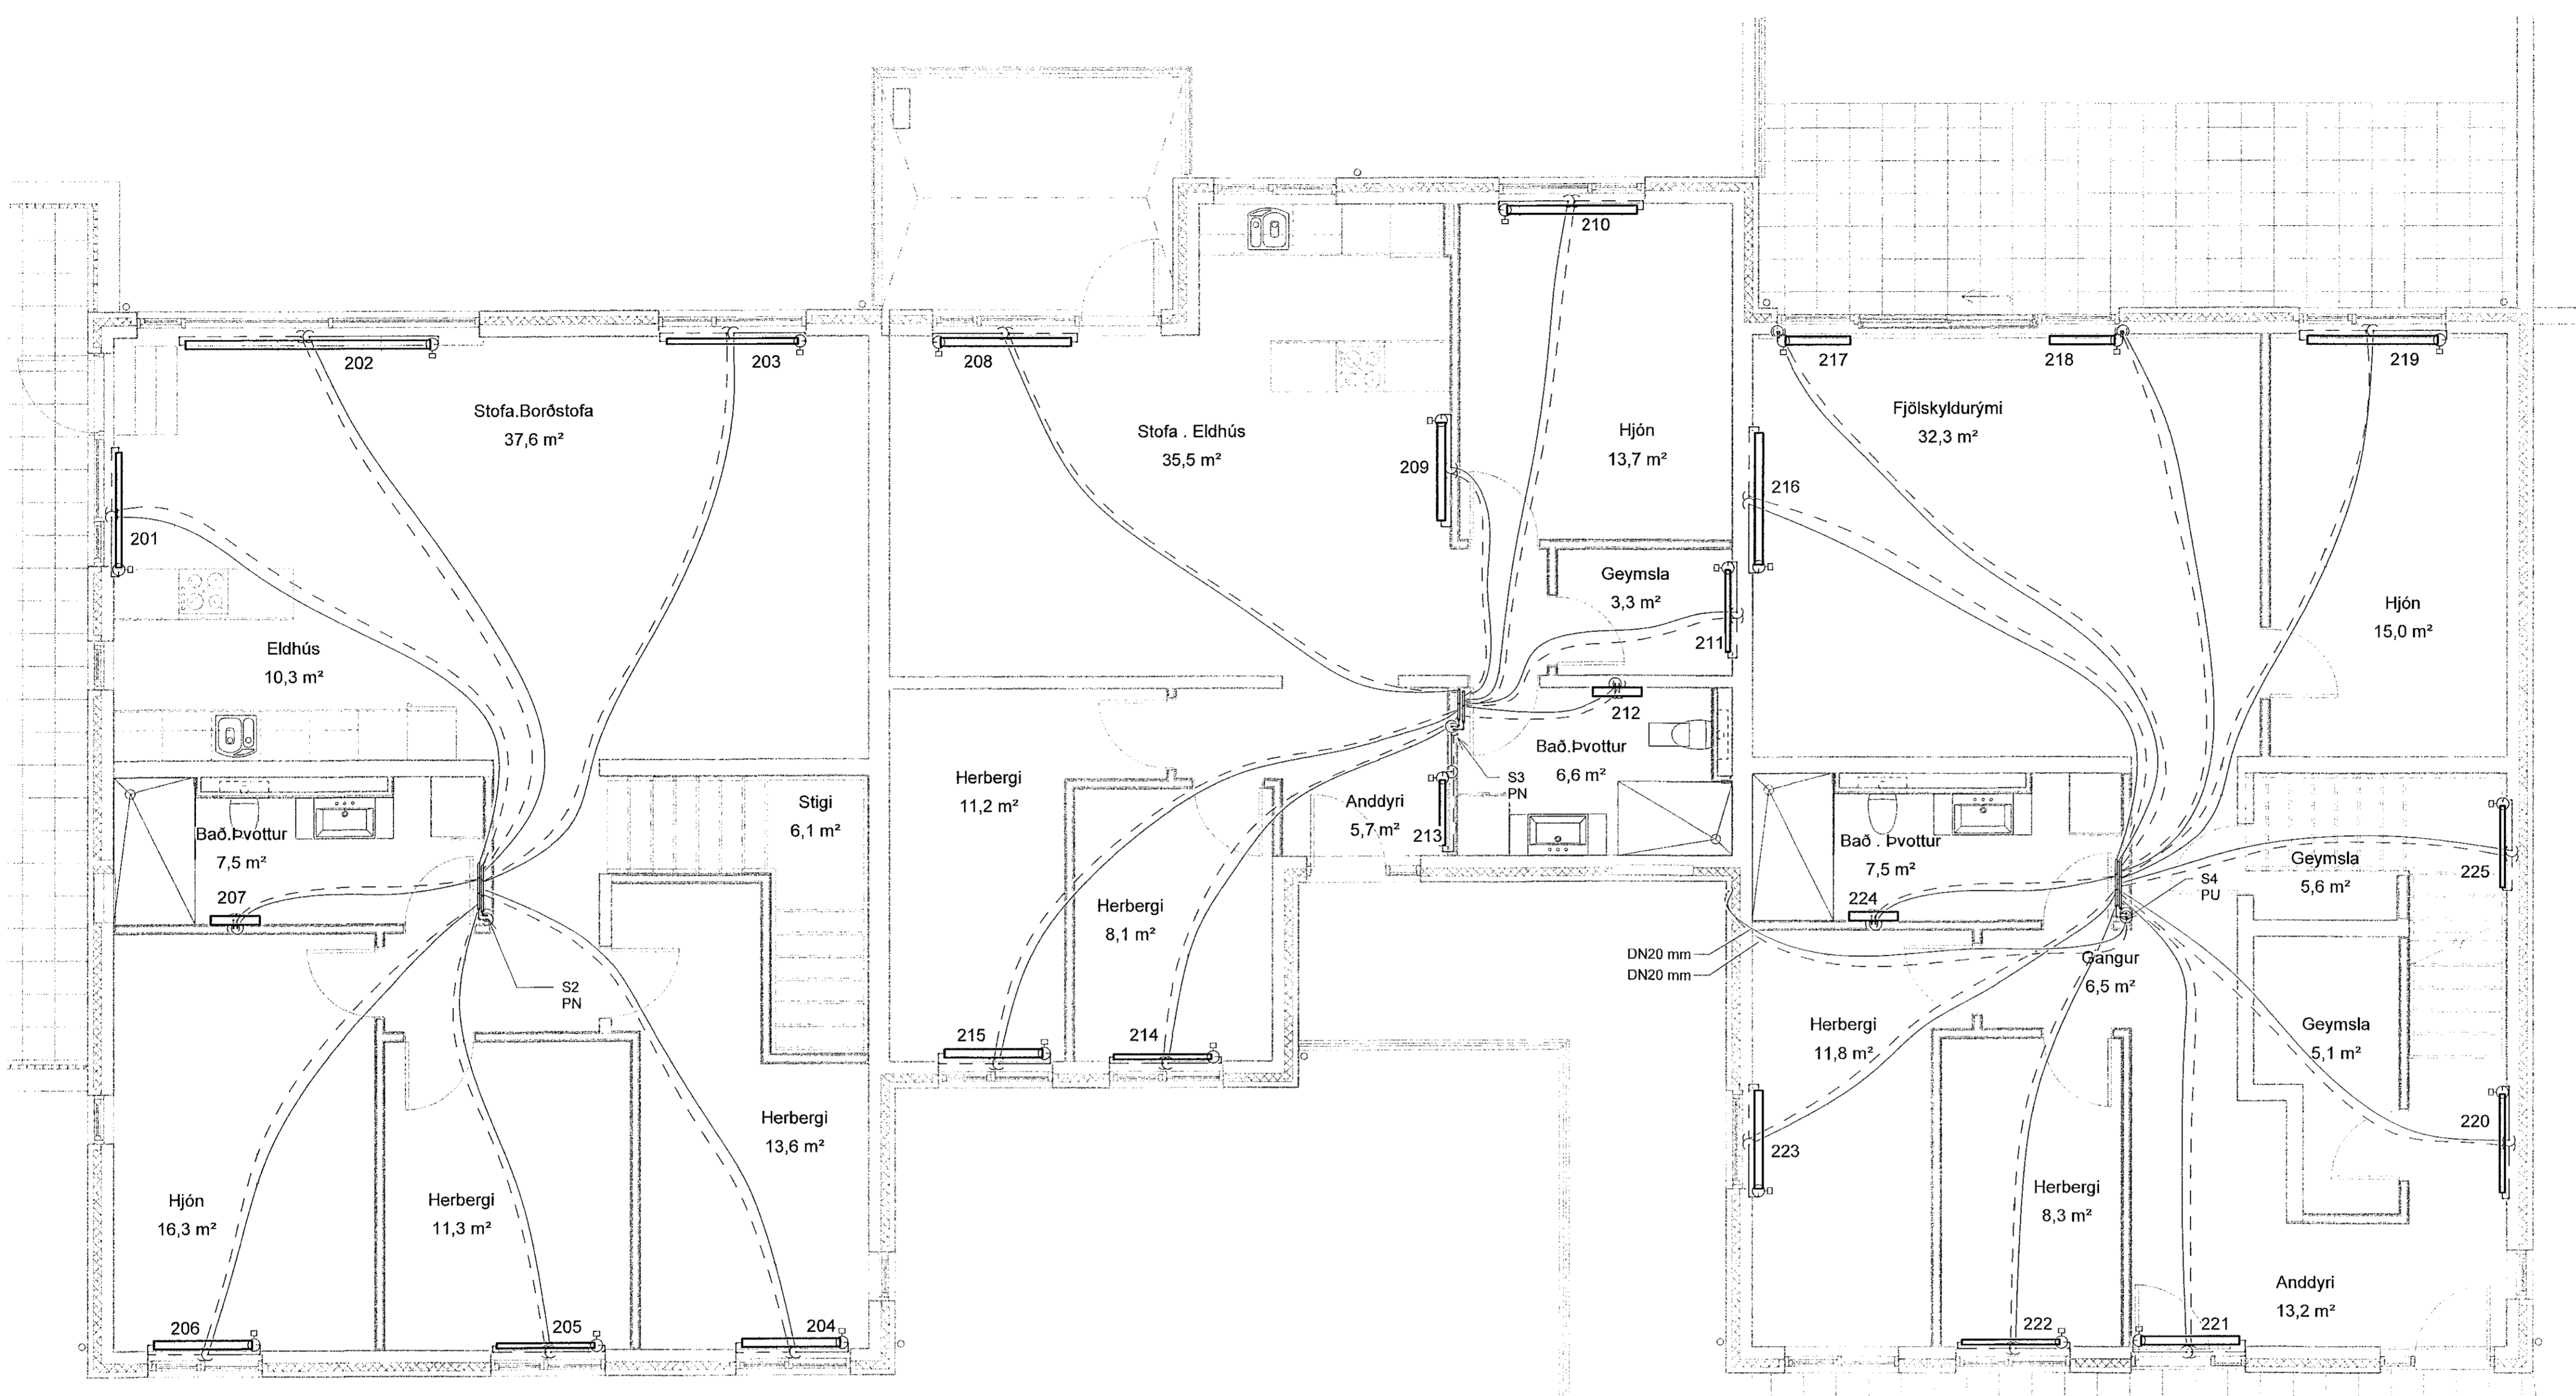 210
202
203
208
217
218
219
Stofa.Borðstofa
37,6 m²
Stofa . Eldhús
35,5 m²
Hjón
13,7 m²
Fjölskyldurými
32,3 m²
209
216
201
Geymsla
3,3 m²
211
Hjón
15,0 m²
Eldhús
10,3 m²
212
Herbergi
11,2 m²
Bað.Þvottur
6,6 m²
S3
PN
Stigi
6,1 m²
Anddyri
5,7 m²
213
Bað.Þvottur
7,5 m²
207
Bað . Þvottur
7,5 m²
224
S4
PU
Geymsla
5,6 m²
225
Herbergi
8,1 m²
DN20 mm
DN20 mm
Gangur
6,5 m²
S2
PN
215
214
Herbergi
11,8 m²
Geymsla
5,1 m²
Herbergi
13,6 m²
223
220
Hjón
16,3 m²
Herbergi
11,3 m²
Herbergi
8,3 m²
Anddyri
13,2 m²
206
205
204
222
221